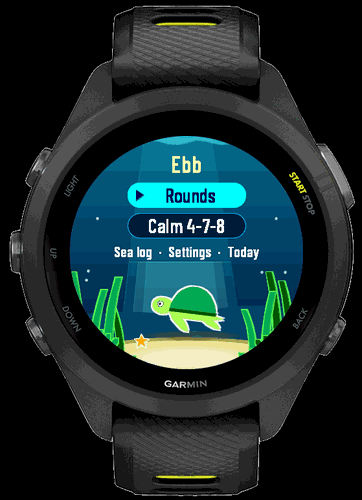 Ebb
Rounds
Calm 4-7-8
Sea log · Settings · Today
LIGHT
START STOP
UP
DOWN
BACK
GARMIN